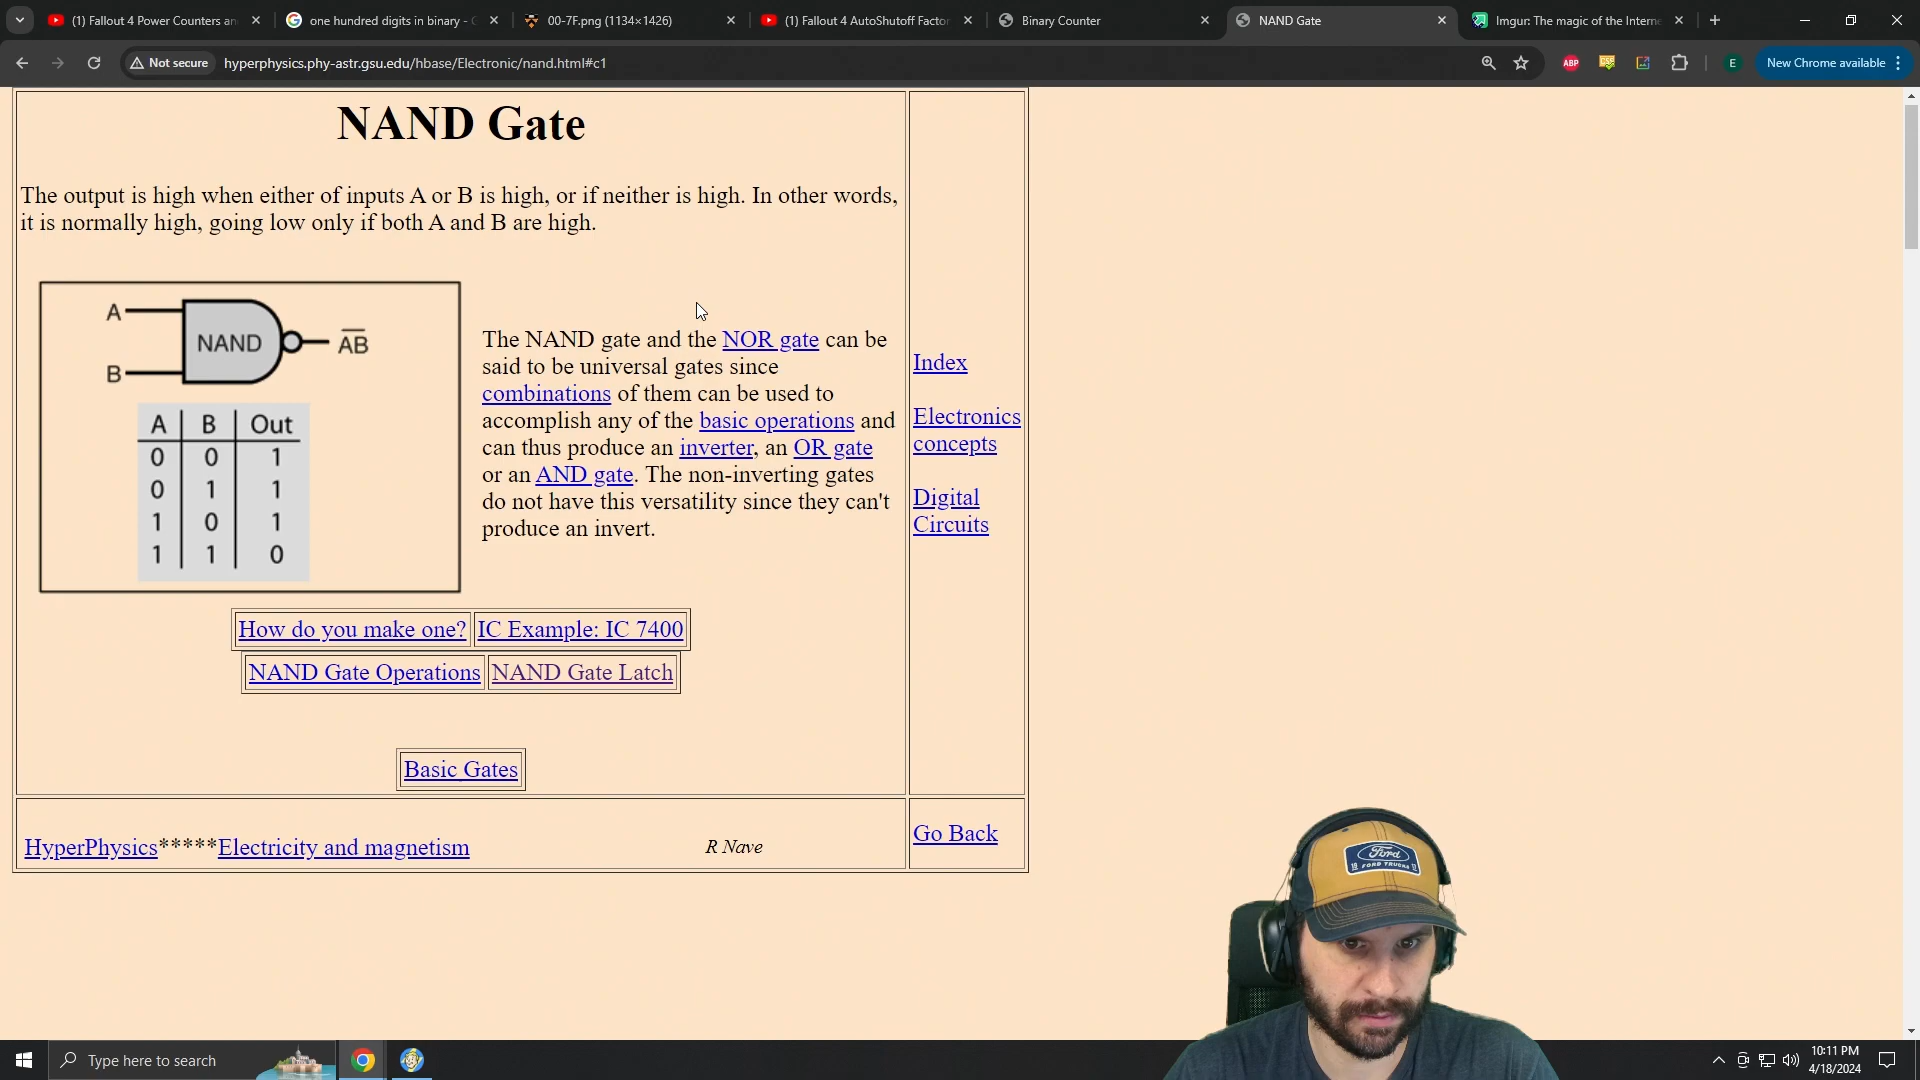 (1) Fallout 4 Power Counters an
one hundred digits in binary - G
00-7F.png (1134×1426)
(1) Fallout 4 AutoShutoff Factor
Binary Counter
NAND Gate
Imgur: The magic of the Interne
Not secure
hyperphysics.phy-astr.gsu.edu/hbase/Electronic/nand.html#c1
ABP
E
New Chrome available
NAND Gate
The output is high when either of inputs A or B is high, or if neither is high. In other words,
it is normally high, going low only if both A and B are high.
A
NAND
AB
B
A B Out
0 0 1
0 1 1
1 0 1
1 1 0
The NAND gate and the NOR gate can be
said to be universal gates since
combinations of them can be used to
accomplish any of the basic operations and
can thus produce an inverter, an OR gate
or an AND gate. The non-inverting gates
do not have this versatility since they can't
produce an invert.
Index
Electronics
concepts
Digital
Circuits
How do you make one? IC Example: IC 7400
NAND Gate Operations NAND Gate Latch
Basic Gates
HyperPhysics*****Electricity and magnetism
R Nave
Go Back
Ford
FORD TRUCKS
Type here to search
10:11 PM
4/18/2024